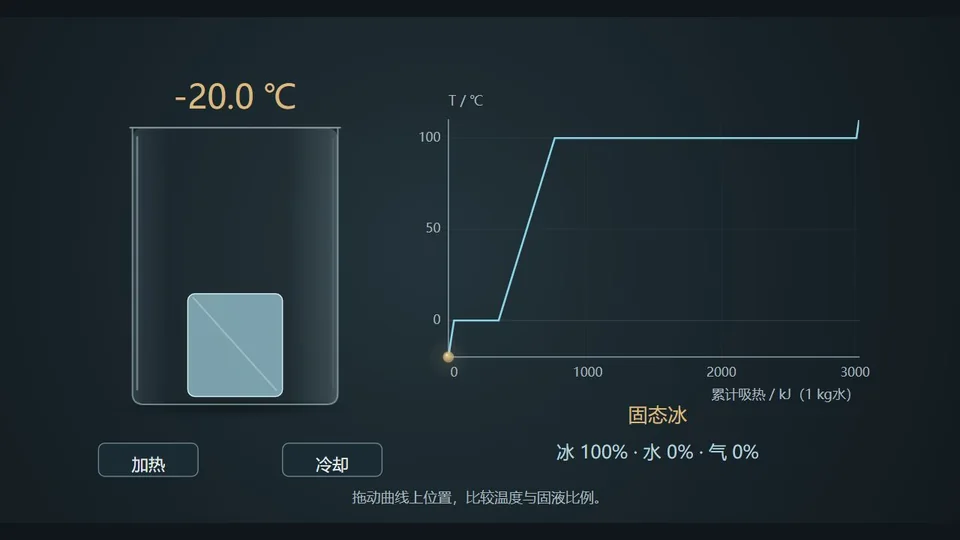 -20.0 ℃
T / ℃
100
50
0
0
1000
2000
3000
累计吸热 / kJ（1 kg水）
固态冰
冰 100% · 水 0% · 气 0%
加热
冷却
拖动曲线上位置，比较温度与固液比例。